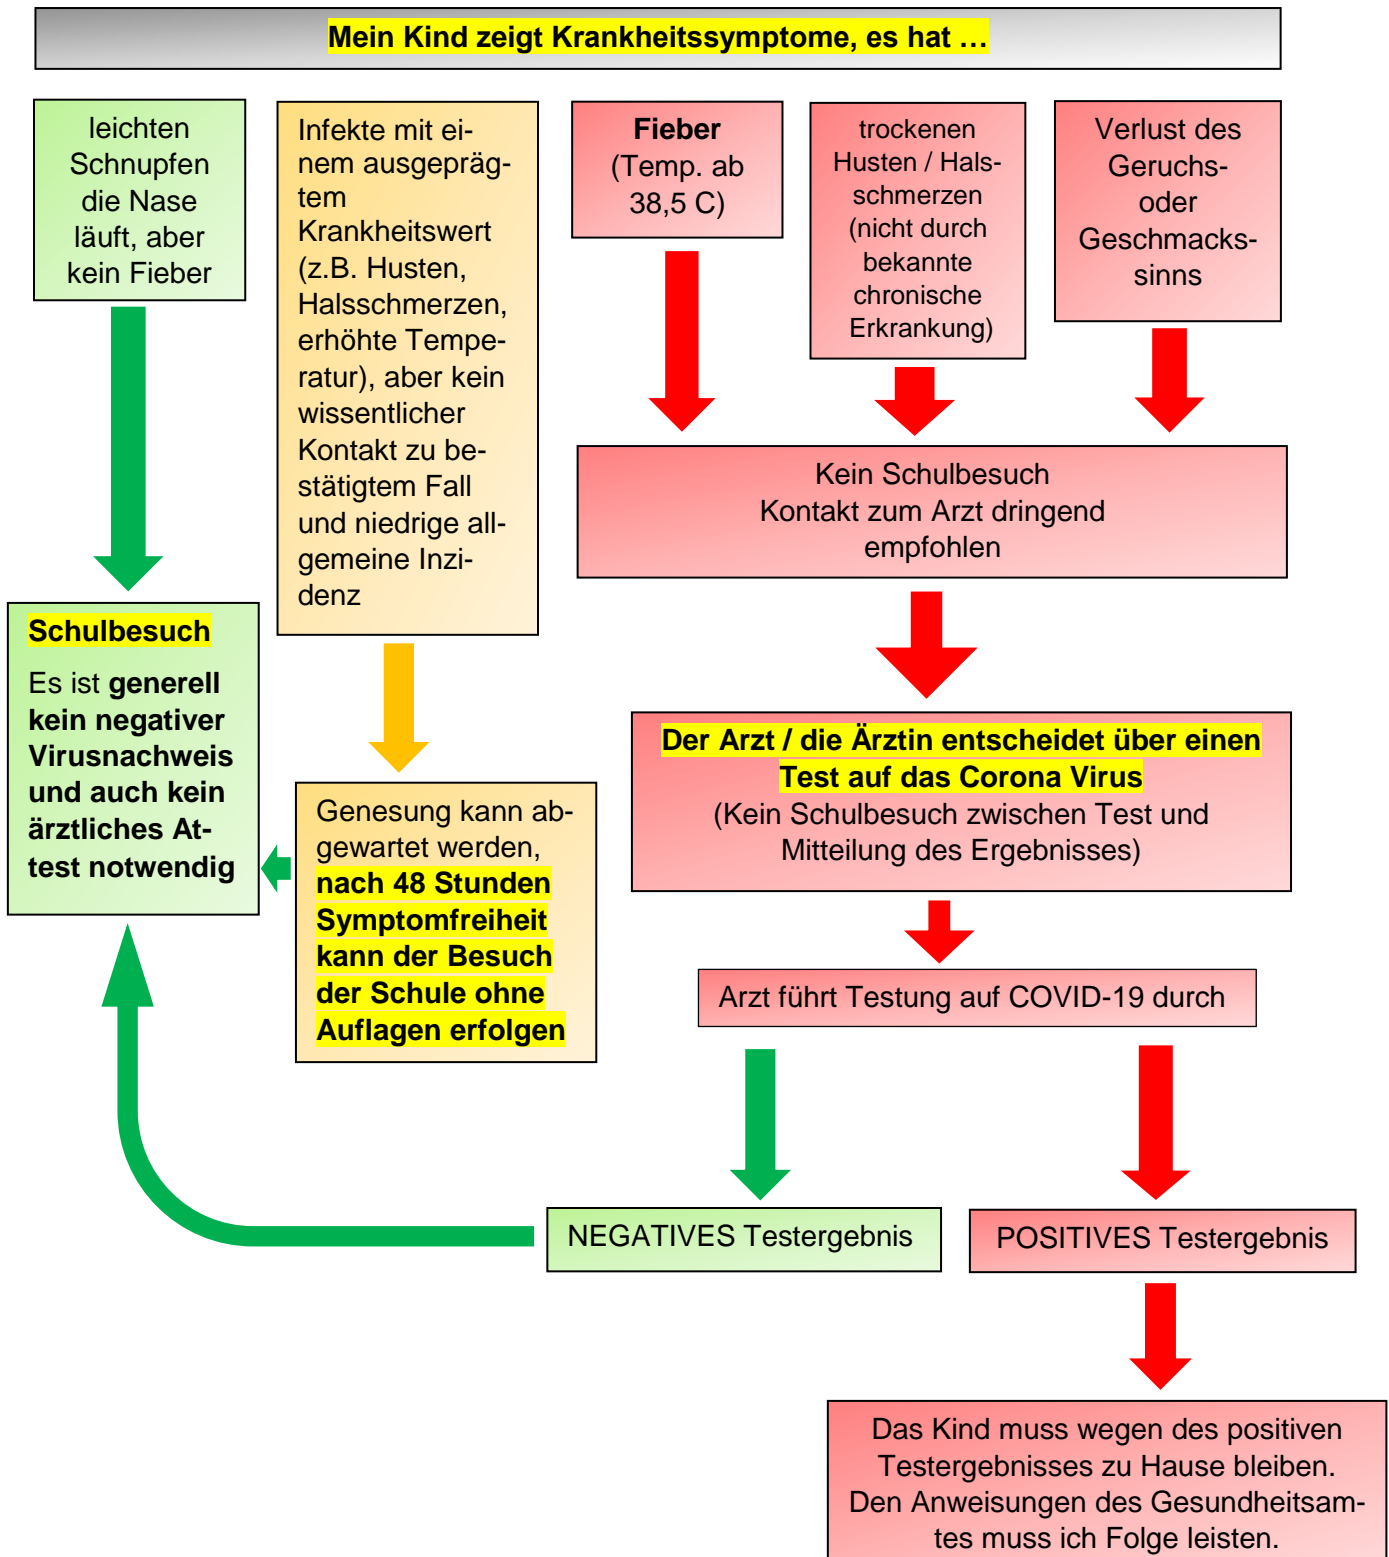 Mein Kind zeigt Krankheitssymptome, es hat …
leichten
Schnupfen
die Nase
läuft, aber
kein Fieber
Infekte mit ei-
nem ausgepräg-
tem
Krankheitswert
(z.B. Husten,
Halsschmerzen,
erhöhte Tempe-
ratur), aber kein
wissentlicher
Kontakt zu be-
stätigtem Fall
und niedrige all-
gemeine Inzi-
denz
Fieber
(Temp. ab
38,5 C)
trockenen
Husten / Hals-
schmerzen
(nicht durch
bekannte
chronische
Erkrankung)
Verlust des
Geruchs-
oder
Geschmacks-
sinns
Kein Schulbesuch
Kontakt zum Arzt dringend
empfohlen
Schulbesuch
Es ist generell
kein negativer
Virusnachweis
und auch kein
ärztliches At-
test notwendig
Genesung kann ab-
gewartet werden,
nach 48 Stunden
Symptomfreiheit
kann der Besuch
der Schule ohne
Auflagen erfolgen
Der Arzt / die Ärztin entscheidet über einen
Test auf das Corona Virus
(Kein Schulbesuch zwischen Test und
Mitteilung des Ergebnisses)
Arzt führt Testung auf COVID-19 durch
NEGATIVES Testergebnis
POSITIVES Testergebnis
Das Kind muss wegen des positiven
Testergebnisses zu Hause bleiben.
Den Anweisungen des Gesundheitsam-
tes muss ich Folge leisten.